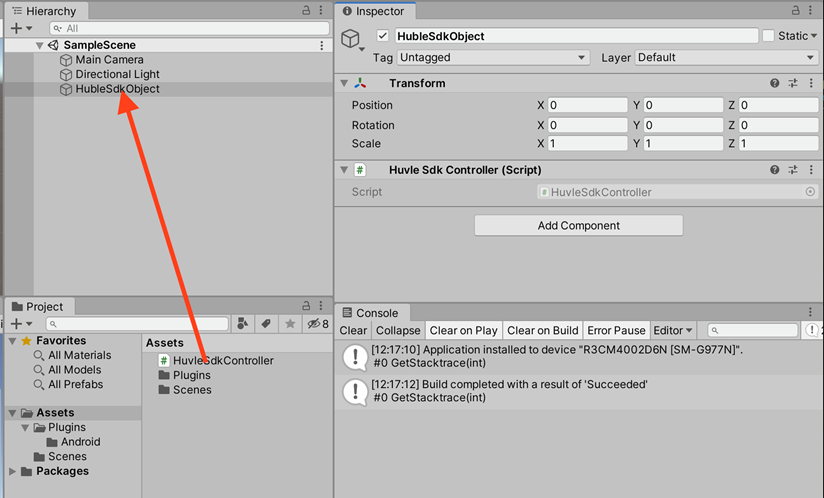 Hierarchy
All
SampleScene
Main Camera
Directional Light
HubleSdkObject
Project
8
Favorites
All Materials
All Models
All Prefabs
Assets
Plugins
Android
Scenes
Packages
Assets
HuvleSdkController
Plugins
Scenes
Inspector
HubleSdkObject
Static
Tag Untagged Layer Default
Transform
Position X 0 Y 0 Z 0
Rotation X 0 Y 0 Z 0
Scale X 1 Y 1 Z 1
# Huvle Sdk Controller (Script)
Script HuvleSdkController
Add Component
Console
Clear Collapse Clear on Play Clear on Build Error Pause Editor
[12:17:10] Application installed to device "R3CM4002D6N [SM-G977N]".
#0 GetStacktrace(int)
[12:17:12] Build completed with a result of 'Succeeded'
#0 GetStacktrace(int)